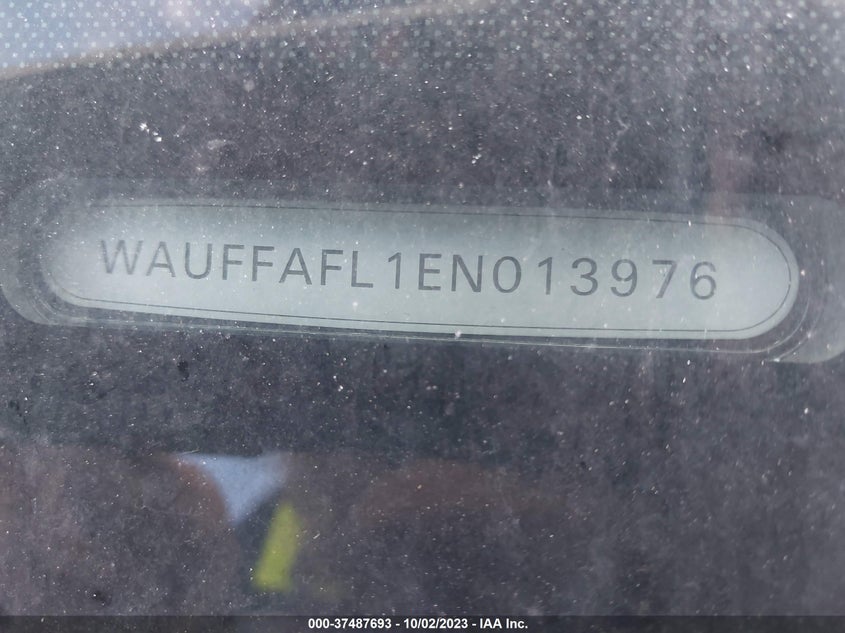 WAUFFAFL1EN013976
000-37487693 - 10/02/2023 - IAA Inc.